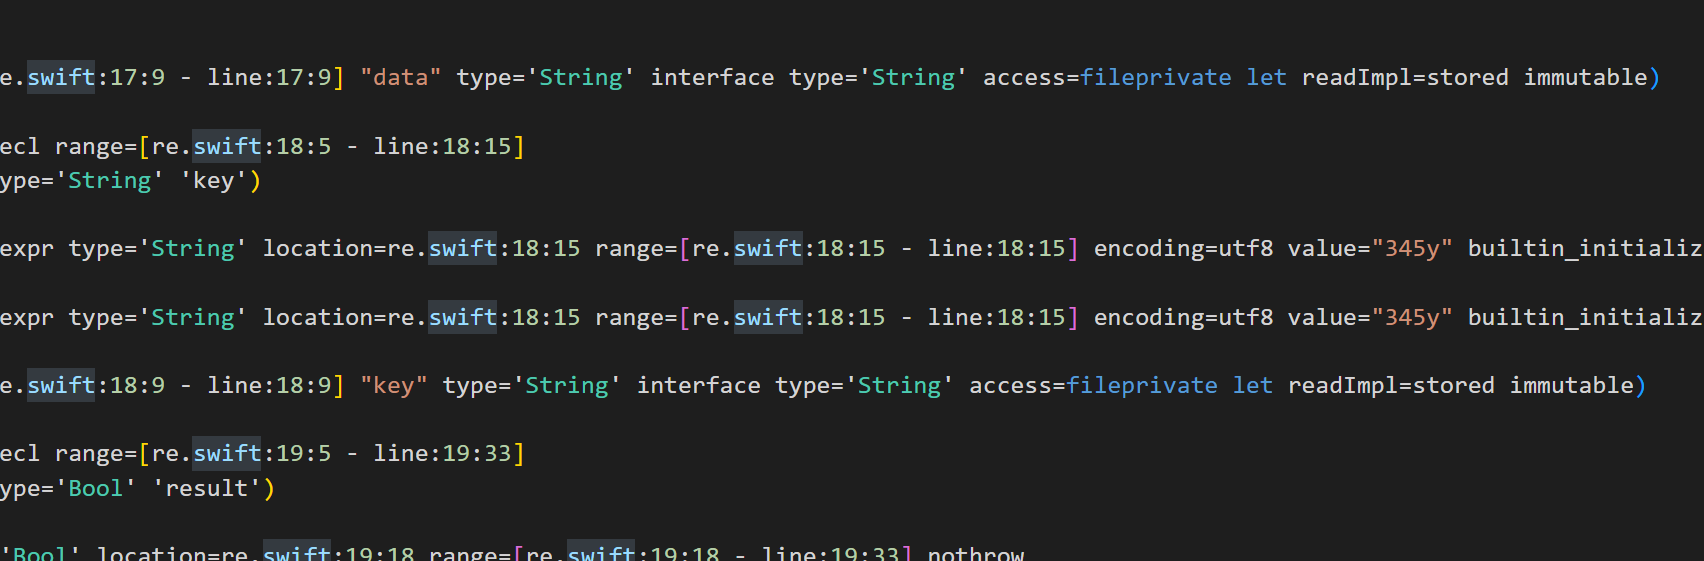 e.swift:17:9 - line:17:9] "data" type='String' interface type='String' access=fileprivate let readImpl=stored immutable)
ecl range=[re.swift:18:5 - line:18:15]
ype='String' 'key')
expr type='String' location=re.swift:18:15 range=[re.swift:18:15 - line:18:15] encoding=utf8 value="345y" builtin_initializ
expr type='String' location=re.swift:18:15 range=[re.swift:18:15 - line:18:15] encoding=utf8 value="345y" builtin_initializ
e.swift:18:9 - line:18:9] "key" type='String' interface type='String' access=fileprivate let readImpl=stored immutable)
ecl range=[re.swift:19:5 - line:19:33]
ype='Bool' 'result')
'Bool' location=re.swift:19:18 range=[re.swift:19:18 - line:19:33] nothrow